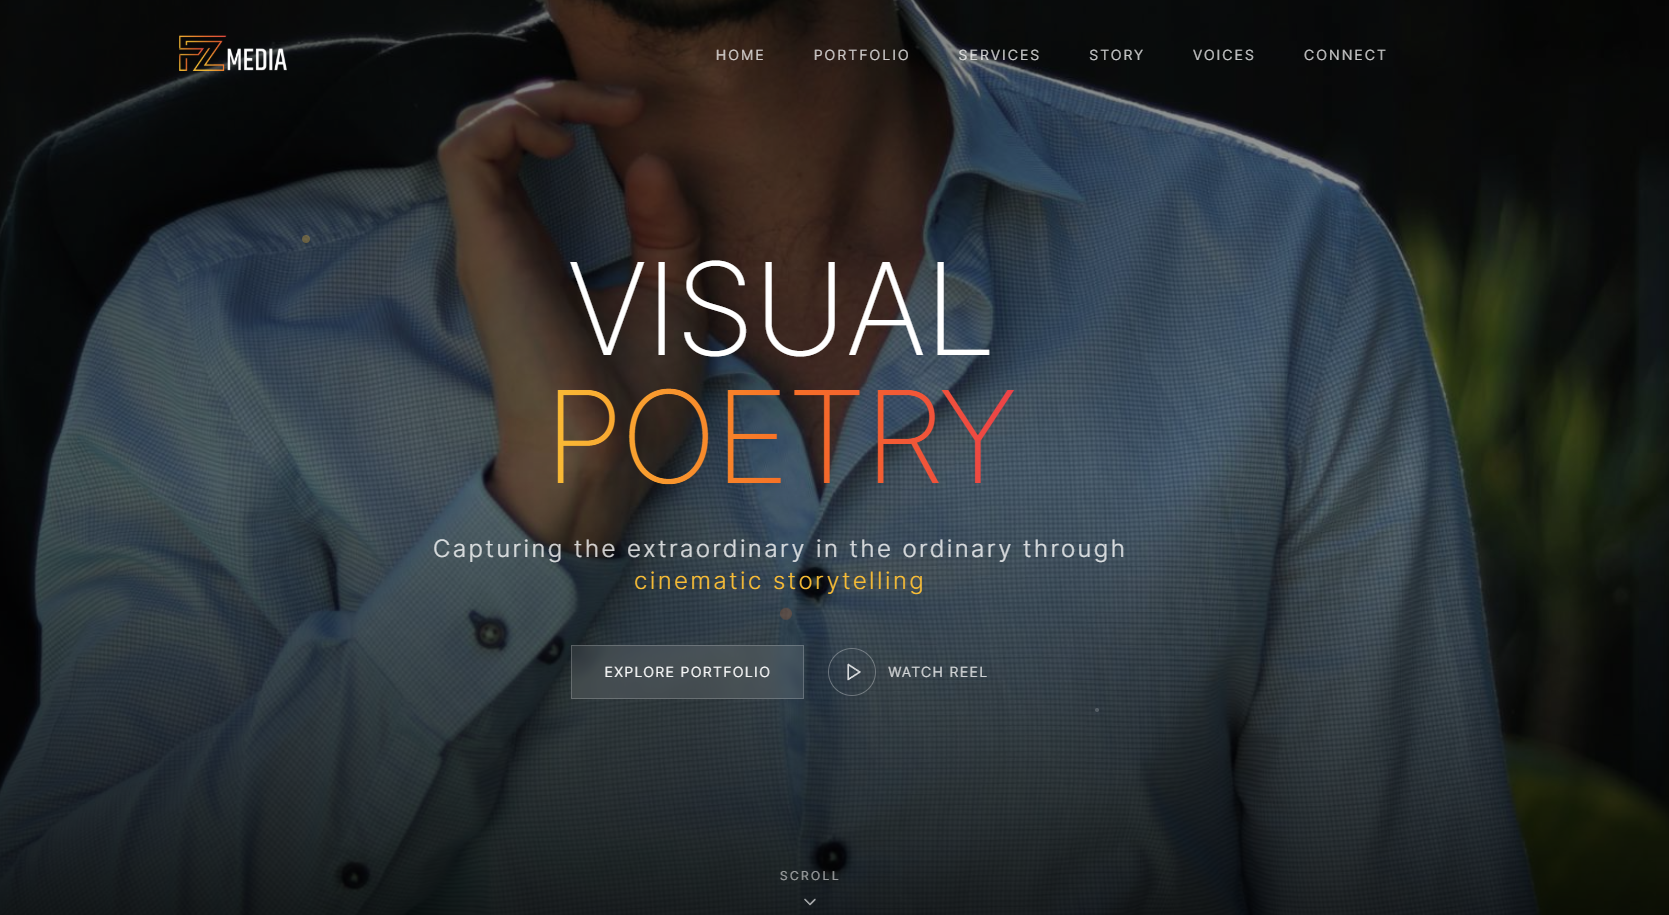 FZ MEDIA
HOME PORTFOLIO SERVICES STORY VOICES CONNECT
VISUAL
POETRY
Capturing the extraordinary in the ordinary through
cinematic storytelling
EXPLORE PORTFOLIO WATCH REEL
SCROLL